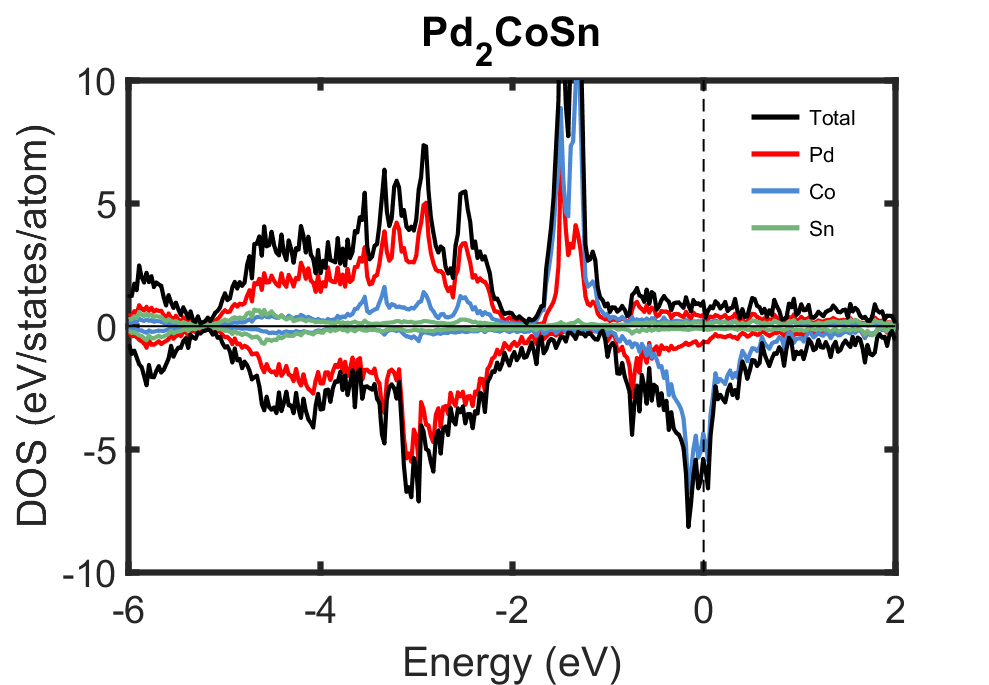 Pd₂CoSn
10
5
0
-5
-10
DOS (eV/states/atom)
Total
Pd
Co
Sn
-6 -4 -2 0 2
Energy (eV)